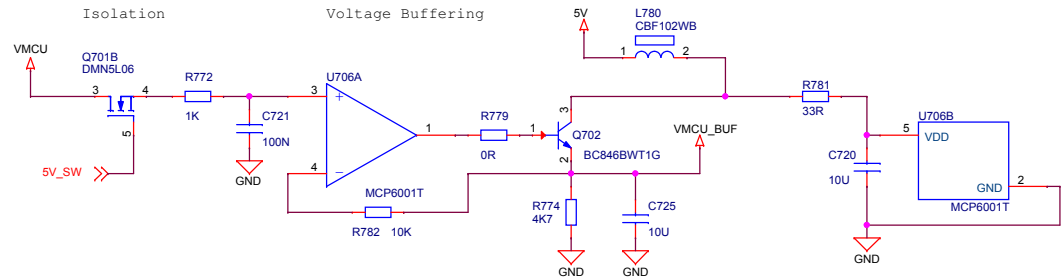 Isolation
Voltage Buffering
VMCU
Q701B
DMN5L06
3
4
5
5V_SW
R772
1K
C721
100N
GND
U706A
3
+
4
–
1
MCP6001T
R782
10K
R779
0R
1
3
2
Q702
BC846BWT1G
5V
L780
CBF102WB
1
2
VMCU_BUF
R774
4K7
GND
C725
10U
GND
R781
33R
C720
10U
GND
U706B
5
VDD
GND
2
MCP6001T